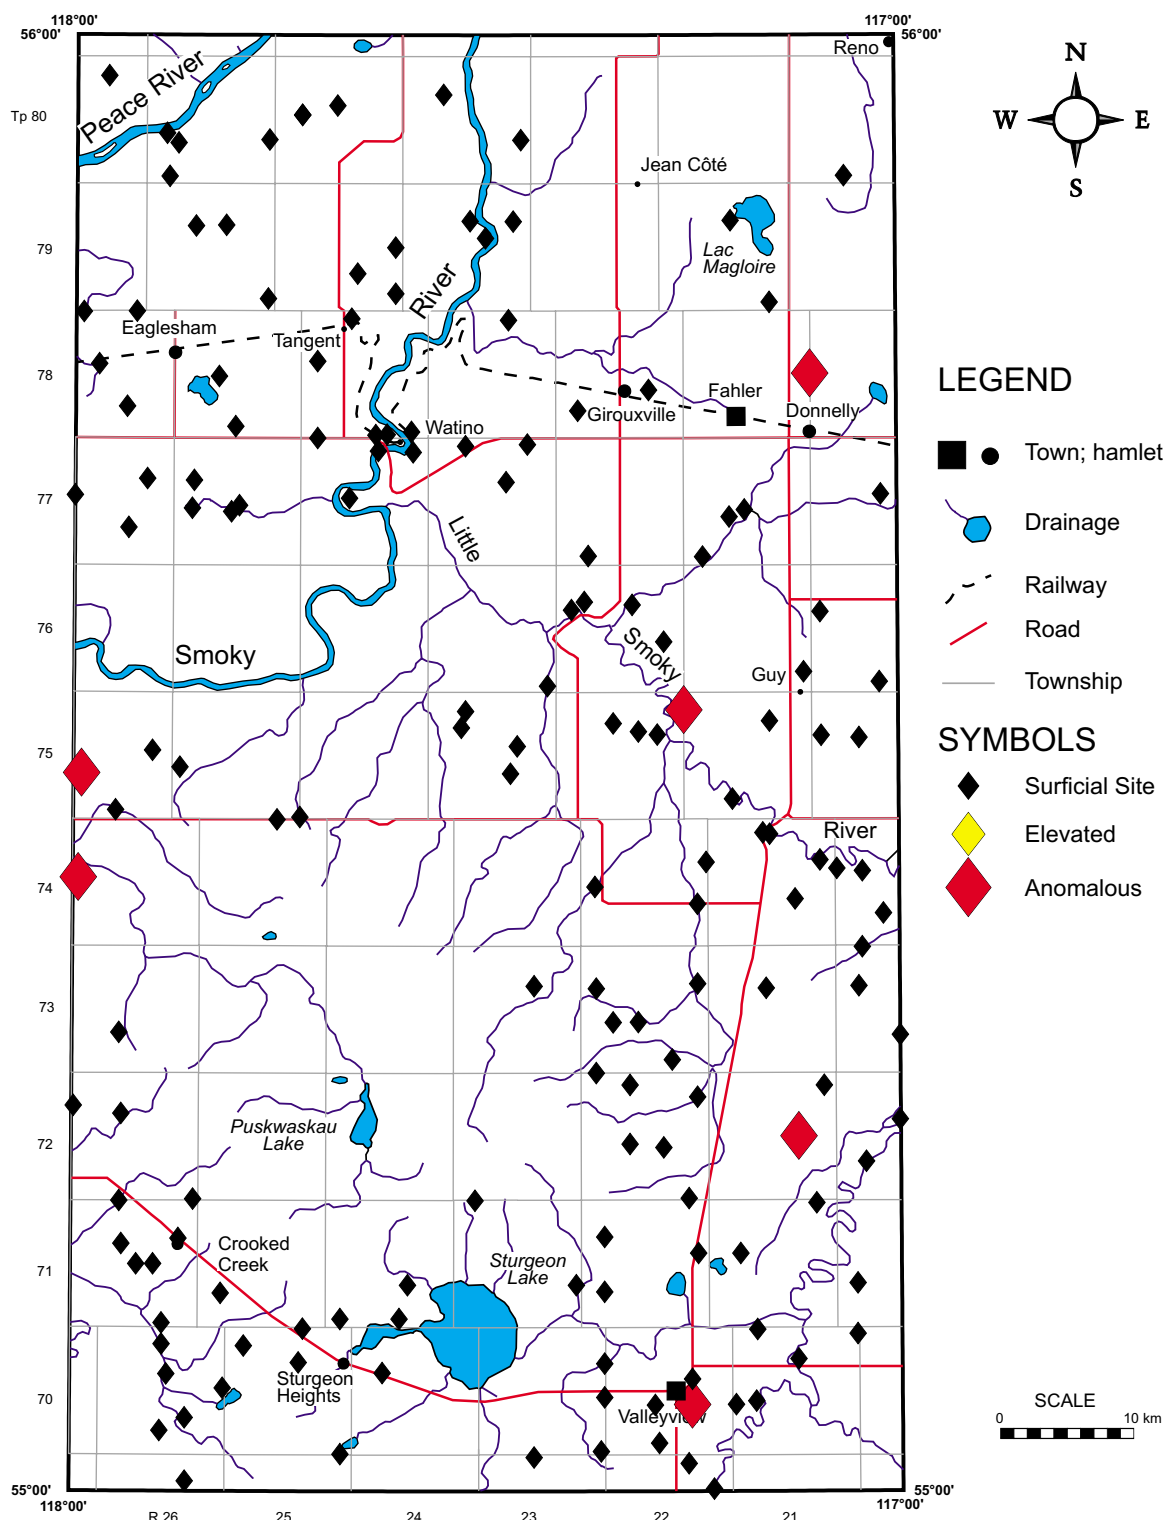 118°00'
117°00'
56°00'
56°00'
Reno
Peace River
Tp 80
N
W
E
S
Jean Côté
79
Lac
Magloire
River
Eaglesham
Tangent
78
Fahler
Girouxville
Donnelly
Watino
LEGEND
Town; hamlet
77
Little
Drainage
Railway
76
Smoky
Smoky
Road
Guy
Township
75
SYMBOLS
Surficial Site
River
Elevated
74
Anomalous
73
72
Puskwaskau
Lake
71
Crooked
Creek
Sturgeon
Lake
Sturgeon
Heights
70
Valleyview
SCALE
0
10 km
55°00'
55°00'
118°00'
117°00'
R 26
25
24
23
22
21